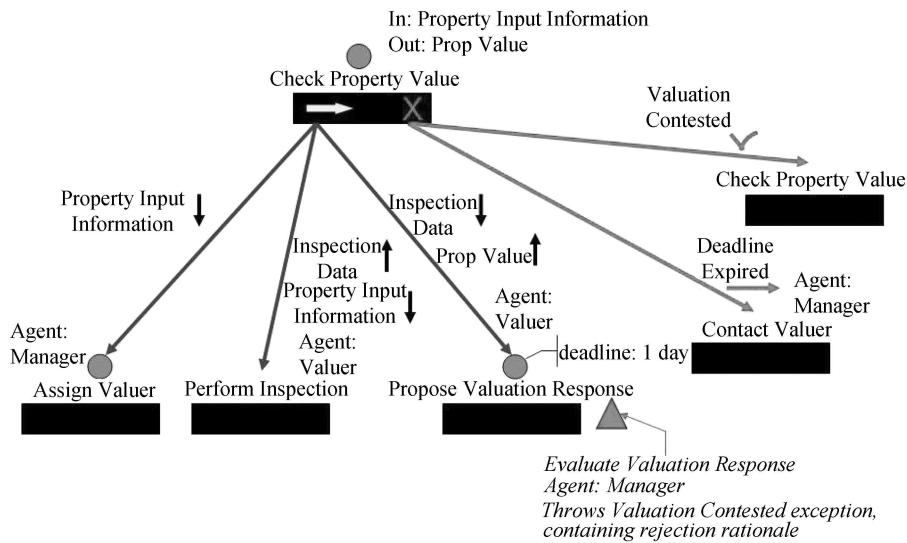 In: Property Input Information
Out: Prop Value
Check Property Value
Valuation
Contested
Check Property Value
Property Input
Information
Inspection
Data
Prop Value
Inspection
Data
Property Input
Information
Deadline
Expired
Agent:
Manager
Contact Valuer
Agent:
Manager
Assign Valuer
Agent:
Valuer
Perform Inspection
Agent:
Valuer
deadline: 1 day
Propose Valuation Response
Evaluate Valuation Response
Agent: Manager
Throws Valuation Contested exception,
containing rejection rationale